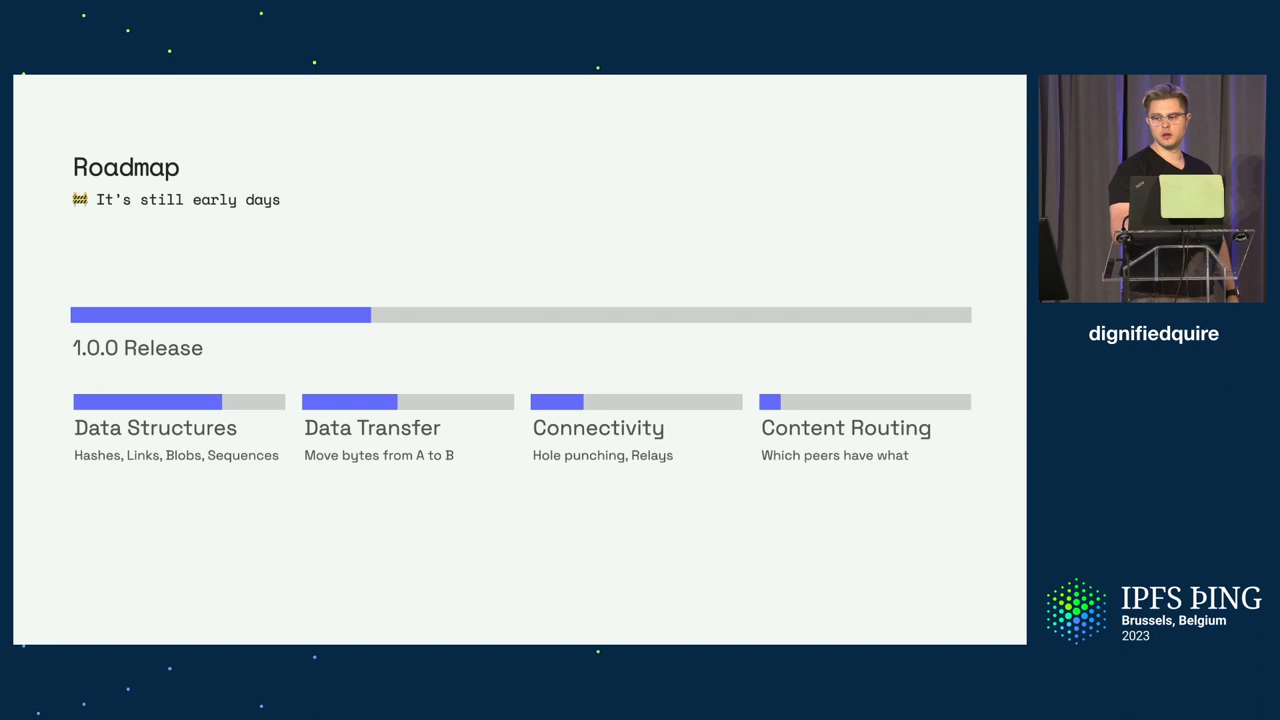 Roadmap
🚧 It's still early days
1.0.0 Release
Data Structures
Hashes, Links, Blobs, Sequences
Data Transfer
Move bytes from A to B
Connectivity
Hole punching, Relays
Content Routing
Which peers have what
dignifiedquire
IPFS ÞING
Brussels, Belgium
2023